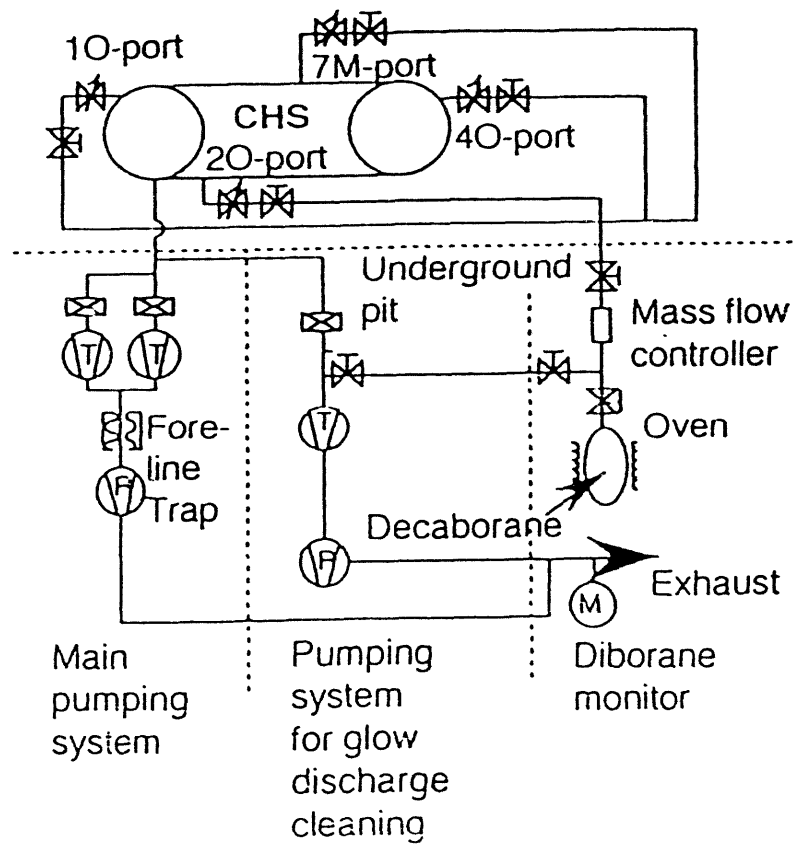 1O-port
7M-port
CHS
4O-port
2O-port
Underground
pit
Mass flow
controller
T
T
T
Fore-
line
Trap
Oven
R
Decaborane
R
Exhaust
M
Main
pumping
system
Pumping
system
for glow
discharge
cleaning
Diborane
monitor